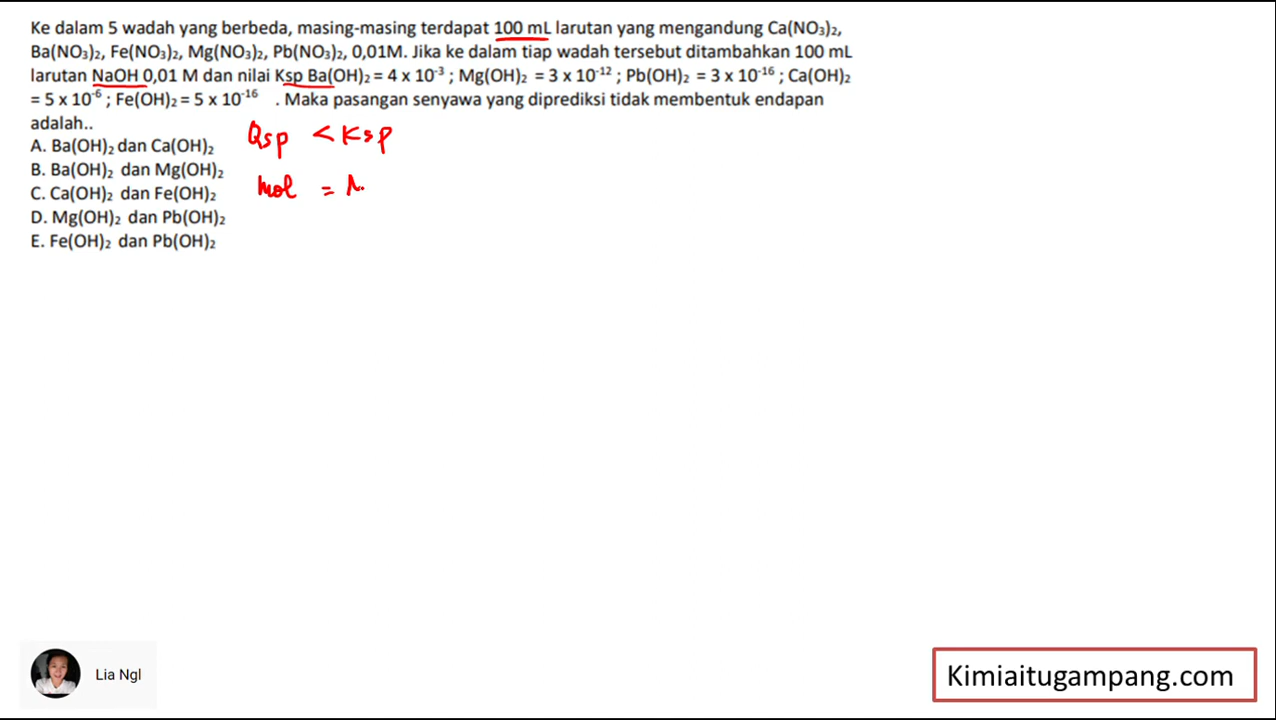 Ke dalam 5 wadah yang berbeda, masing-masing terdapat 100 mL larutan yang mengandung Ca(NO₃)₂,
Ba(NO₃)₂, Fe(NO₃)₂, Mg(NO₃)₂, Pb(NO₃)₂, 0,01M. Jika ke dalam tiap wadah tersebut ditambahkan 100 mL
larutan NaOH 0,01 M dan nilai Ksp Ba(OH)₂ = 4 x 10⁻³ ; Mg(OH)₂ = 3 x 10⁻¹² ; Pb(OH)₂ = 3 x 10⁻¹⁶ ; Ca(OH)₂
= 5 x 10⁻⁶ ; Fe(OH)₂ = 5 x 10⁻¹⁶ . Maka pasangan senyawa yang diprediksi tidak membentuk endapan
adalah..
A. Ba(OH)₂ dan Ca(OH)₂
B. Ba(OH)₂ dan Mg(OH)₂
C. Ca(OH)₂ dan Fe(OH)₂
D. Mg(OH)₂ dan Pb(OH)₂
E. Fe(OH)₂ dan Pb(OH)₂
Qsp < Ksp
mol =
Lia Ngl
Kimiaitugampang.com